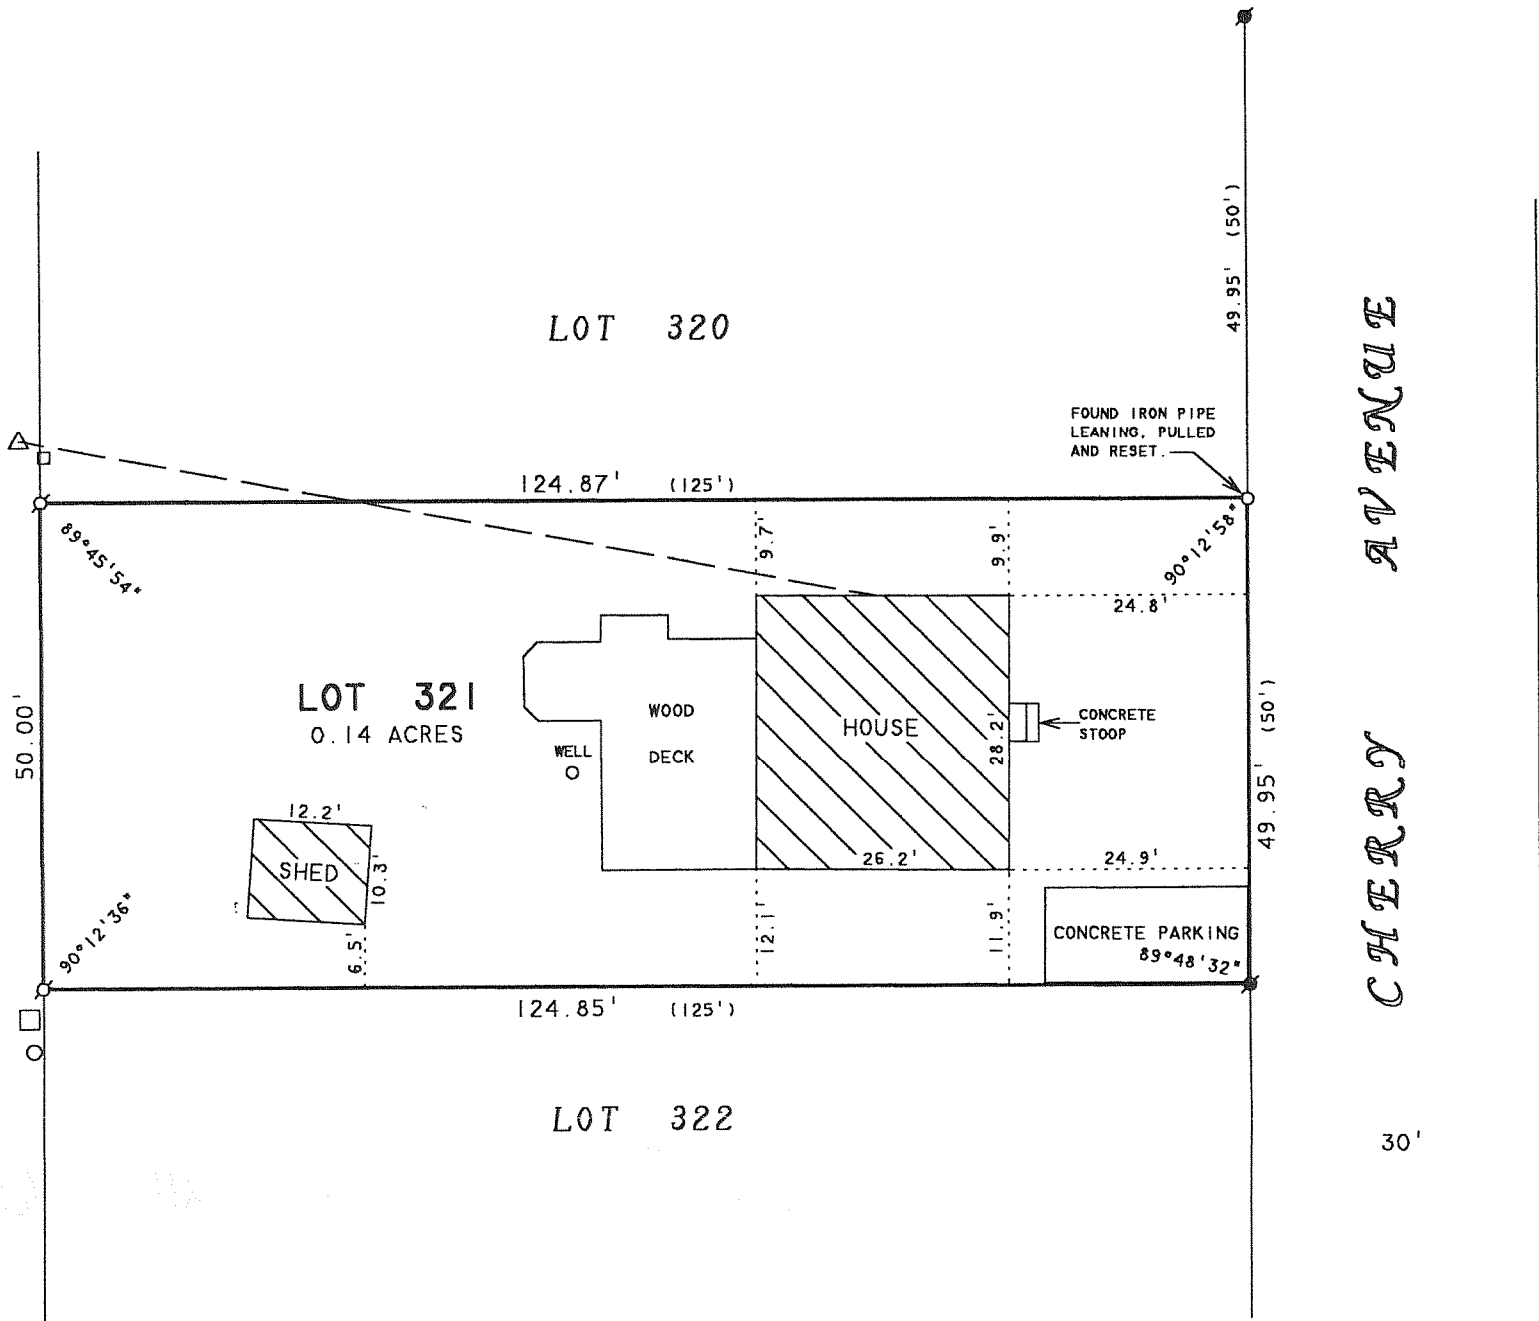 49.95' (50')
LOT 320
CHERRY AVENUE
FOUND IRON PIPE
LEANING, PULLED
AND RESET.
124.87' (125')
89°45'54"
9.7'
9.9'
90°12'58"
24.8'
50.00'
LOT 321
0.14 ACRES
WOOD
DECK
WELL
HOUSE
28.2'
CONCRETE
STOOP
49.95' (50')
12.2'
SHED
10.3'
26.2'
24.9'
90°12'36"
6.5'
12.1'
11.9'
CONCRETE PARKING
89°48'32"
124.85' (125')
LOT 322
30'